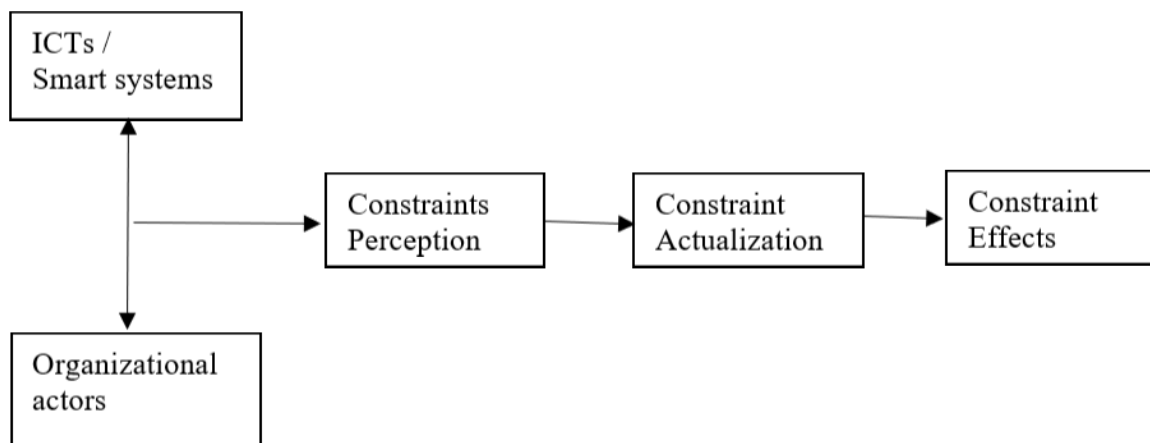 ICTs /
Smart systems
Constraints
Perception
Constraint
Actualization
Constraint
Effects
Organizational
actors